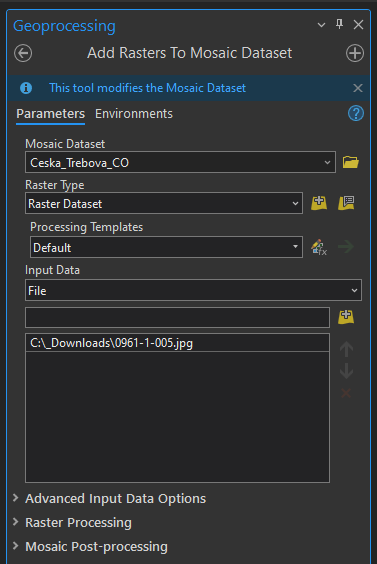 Geoprocessing
Add Rasters To Mosaic Dataset
This tool modifies the Mosaic Dataset
Parameters Environments
Mosaic Dataset
Ceska_Trebova_CO
Raster Type
Raster Dataset
Processing Templates
Default
Input Data
File
C:\_Downloads\0961-1-005.jpg
Advanced Input Data Options
Raster Processing
Mosaic Post-processing